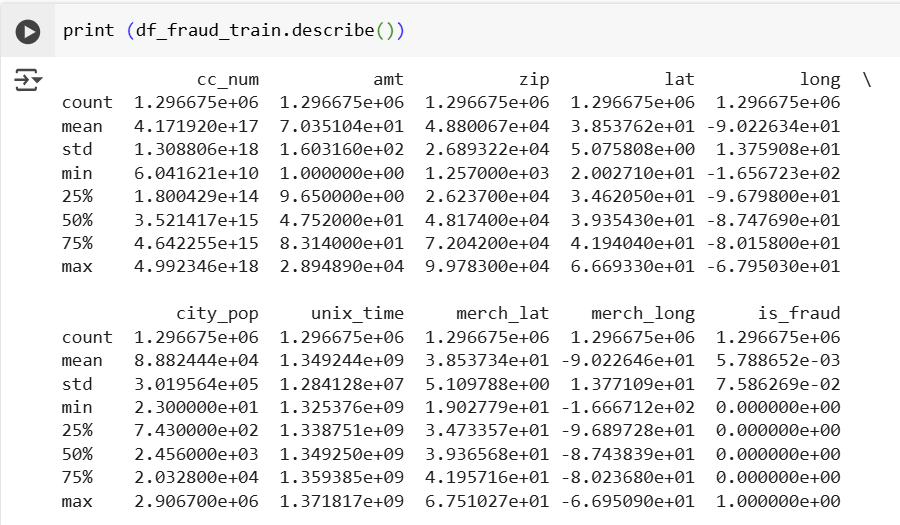 print (df_fraud_train.describe())
cc_num amt zip lat long \
count 1.296675e+06 1.296675e+06 1.296675e+06 1.296675e+06 1.296675e+06
mean 4.171920e+17 7.035104e+01 4.880067e+04 3.853762e+01 -9.022634e+01
std 1.308806e+18 1.603160e+02 2.689322e+04 5.075808e+00 1.375908e+01
min 6.041621e+10 1.000000e+00 1.257000e+03 2.002710e+01 -1.656723e+02
25% 1.800429e+14 9.650000e+00 2.623700e+04 3.462050e+01 -9.679800e+01
50% 3.521417e+15 4.752000e+01 4.817400e+04 3.935430e+01 -8.747690e+01
75% 4.642255e+15 8.314000e+01 7.204200e+04 4.194040e+01 -8.015800e+01
max 4.992346e+18 2.894890e+04 9.978300e+04 6.669330e+01 -6.795030e+01
city_pop unix_time merch_lat merch_long is_fraud
count 1.296675e+06 1.296675e+06 1.296675e+06 1.296675e+06 1.296675e+06
mean 8.882444e+04 1.349244e+09 3.853734e+01 -9.022646e+01 5.788652e-03
std 3.019564e+05 1.284128e+07 5.109788e+00 1.377109e+01 7.586269e-02
min 2.300000e+01 1.325376e+09 1.902779e+01 -1.666712e+02 0.000000e+00
25% 7.430000e+02 1.338751e+09 3.473357e+01 -9.689728e+01 0.000000e+00
50% 2.456000e+03 1.349250e+09 3.936568e+01 -8.743839e+01 0.000000e+00
75% 2.032800e+04 1.359385e+09 4.195716e+01 -8.023680e+01 0.000000e+00
max 2.906700e+06 1.371817e+09 6.751027e+01 -6.695090e+01 1.000000e+00